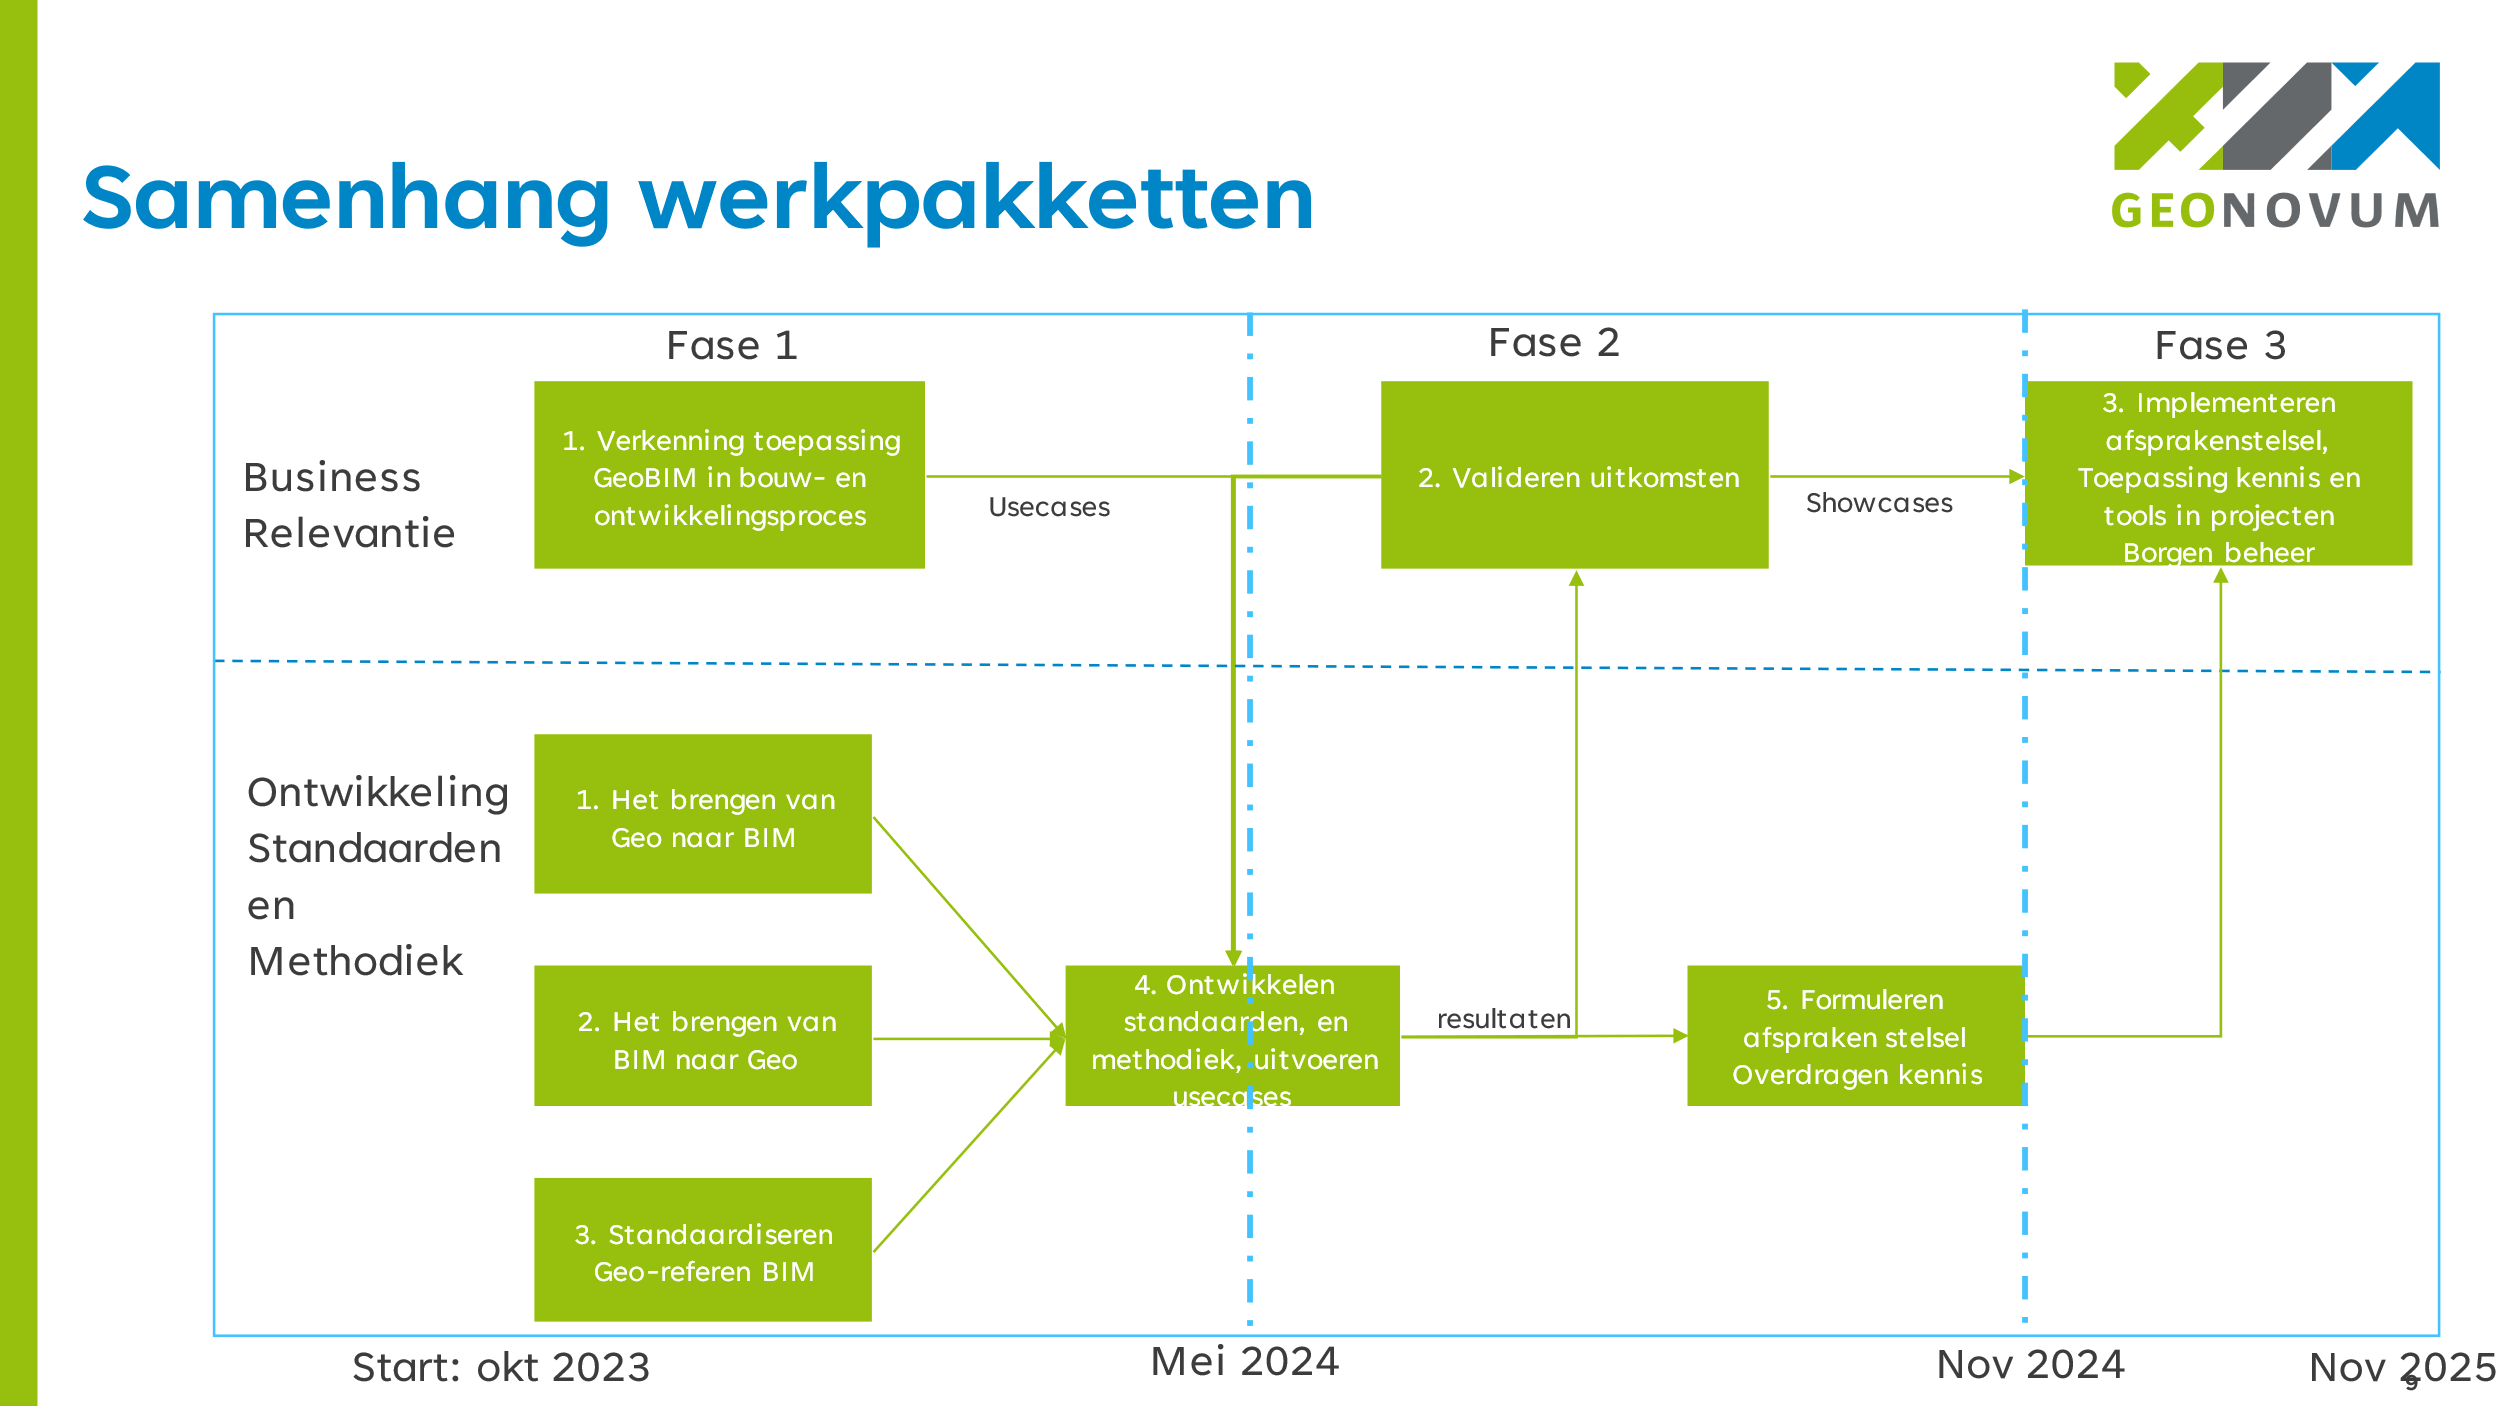 Samenhang werkpakketten
GEONOVUM
Fase 1
Fase 2
Fase 3
Business
Relevantie
1. Verkenning toepassing
GeoBIM in bouw- en
ontwikkelingsproces
Usecases
2. Valideren uitkomsten
Showcases
3. Implementeren
afsprakenstelsel,
Toepassing kennis en
tools in projecten
Borgen beheer
Ontwikkeling
Standaarden
en
Methodiek
1. Het brengen van
Geo naar BIM
2. Het brengen van
BIM naar Geo
3. Standaardiseren
Geo-referen BIM
4. Ontwikkelen
standaarden, en
methodiek, uitvoeren
usecases
resultaten
5. Formuleren
afspraken stelsel
Overdragen kennis
Start: okt 2023
Mei 2024
Nov 2024
Nov 2025
9